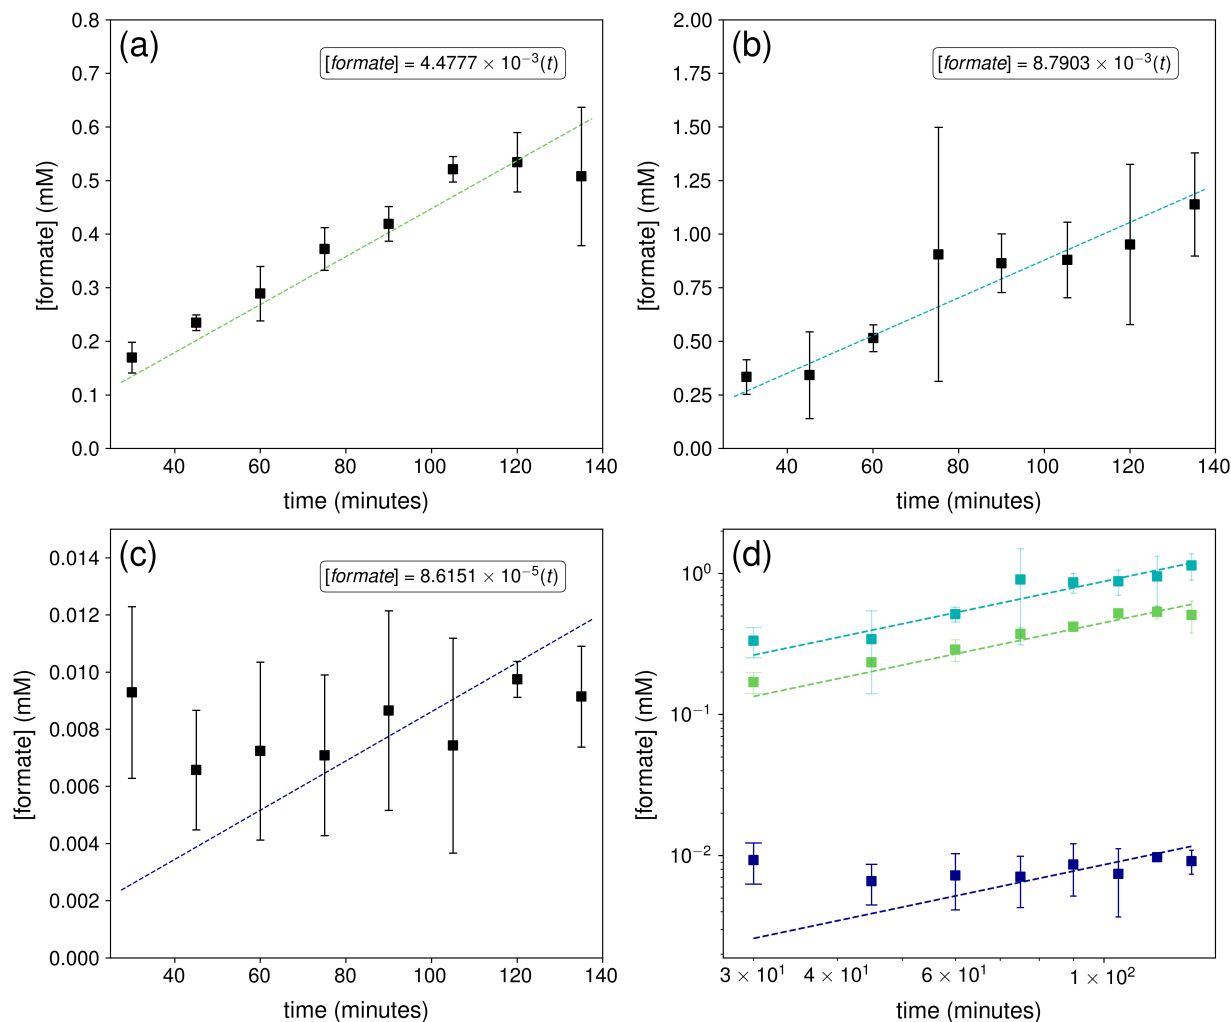 (a)
[formate] = 4.4777 × 10⁻³(t)
0.8
0.7
0.6
0.5
0.4
0.3
0.2
0.1
0.0
[formate] (mM)
40 60 80 100 120 140
time (minutes)
(b)
[formate] = 8.7903 × 10⁻³(t)
2.00
1.75
1.50
1.25
1.00
0.75
0.50
0.25
0.00
[formate] (mM)
40 60 80 100 120 140
time (minutes)
(c)
[formate] = 8.6151 × 10⁻⁵(t)
0.014
0.012
0.010
0.008
0.006
0.004
0.002
0.000
[formate] (mM)
40 60 80 100 120 140
time (minutes)
(d)
10⁰
10⁻¹
10⁻²
[formate] (mM)
3 × 10¹ 4 × 10¹ 6 × 10¹ 1 × 10²
time (minutes)